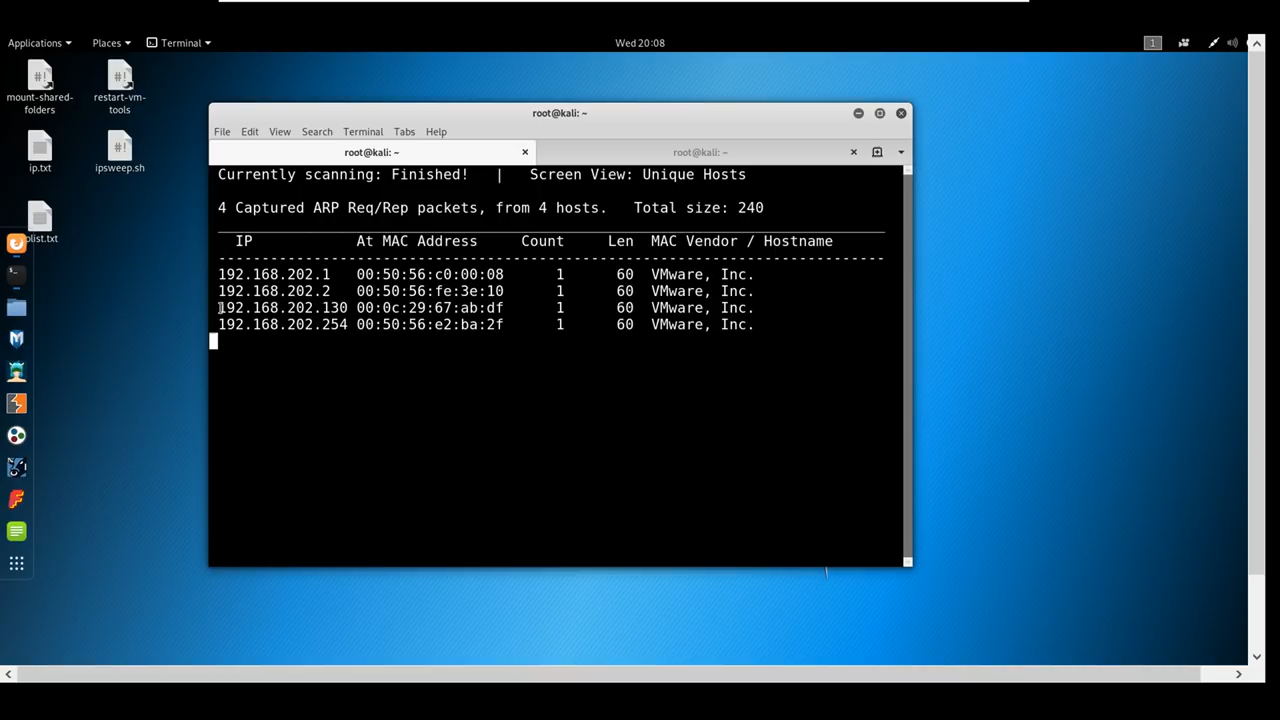 Applications Places Terminal Wed 20:08 1
mount-shared-folders
restart-vm-tools
ip.txt
ipsweep.sh
plist.txt
root@kali: ~
File Edit View Search Terminal Tabs Help
root@kali: ~ root@kali: ~
Currently scanning: Finished! | Screen View: Unique Hosts
4 Captured ARP Req/Rep packets, from 4 hosts. Total size: 240
IP At MAC Address Count Len MAC Vendor / Hostname
192.168.202.1 00:50:56:c0:00:08 1 60 VMware, Inc.
192.168.202.2 00:50:56:fe:3e:10 1 60 VMware, Inc.
192.168.202.130 00:0c:29:67:ab:df 1 60 VMware, Inc.
192.168.202.254 00:50:56:e2:ba:2f 1 60 VMware, Inc.